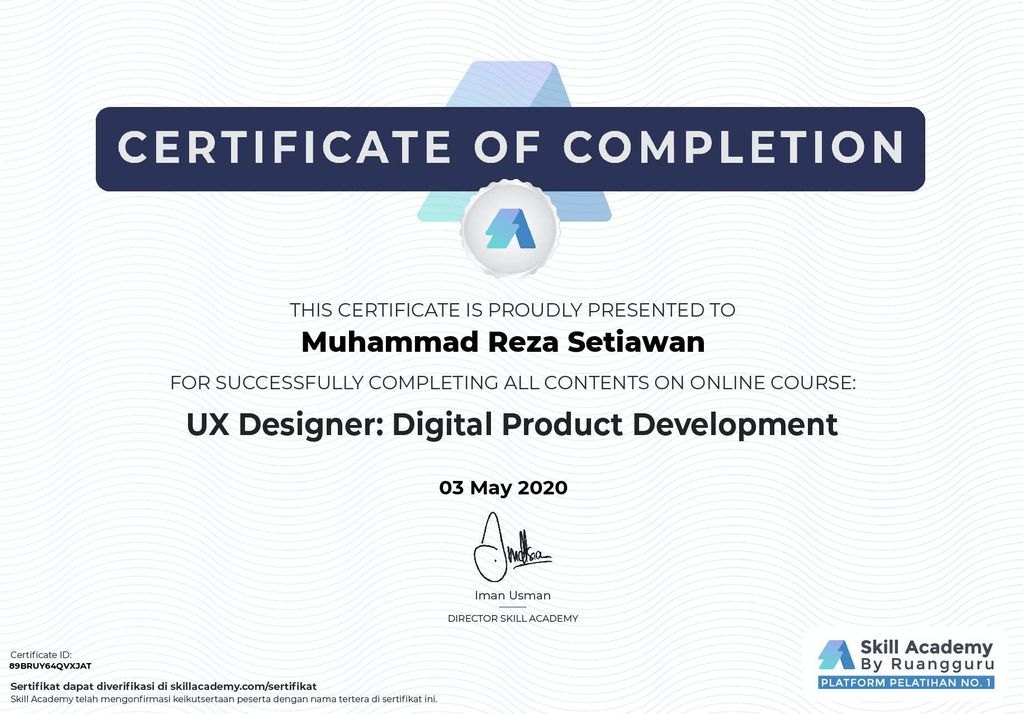 CERTIFICATE OF COMPLETION
THIS CERTIFICATE IS PROUDLY PRESENTED TO
Muhammad Reza Setiawan
FOR SUCCESSFULLY COMPLETING ALL CONTENTS ON ONLINE COURSE:
UX Designer: Digital Product Development
03 May 2020
Iman Usman
DIRECTOR SKILL ACADEMY
Certificate ID:
89BRUY64QVXJAT
Sertifikat dapat diverifikasi di skillacademy.com/sertifikat
Skill Academy telah mengonfirmasi keikutsertaan peserta dengan nama tertera di sertifikat ini.
Skill Academy
By Ruangguru
PLATFORM PELATIHAN NO. 1